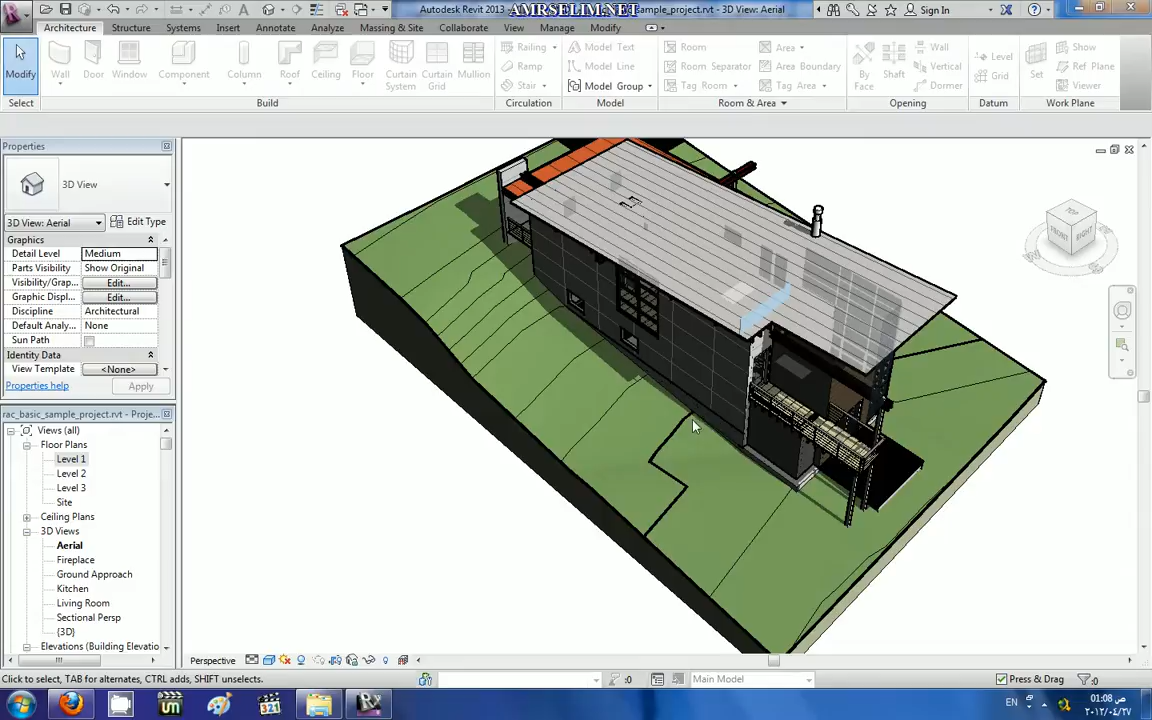 Autodesk Revit 2013 - AMRSELIM.NET sample_project.rvt - 3D View: Aerial
Sign In
Architecture Structure Systems Insert Annotate Analyze Massing & Site Collaborate View Manage Modify
Modify Wall Door Window Component Column Roof Ceiling Floor Curtain System Curtain Grid Mullion
Railing Ramp Stair
Model Text Model Line Model Group
Room Room Separator Tag Room Area Area Boundary Tag Area
By Face Shaft Wall Vertical Dormer
Level Grid
Set Show Ref Plane Viewer
Select Build Circulation Model Room & Area Opening Datum Work Plane
Properties
3D View
3D View: Aerial Edit Type
Graphics
Detail Level Medium
Parts Visibility Show Original
Visibility/Grap... Edit...
Graphic Displ... Edit...
Discipline Architectural
Default Analy... None
Sun Path
Identity Data
View Template <None>
Properties help Apply
rac_basic_sample_project.rvt - Proje...
Views (all)
Floor Plans
Level 1
Level 2
Level 3
Site
Ceiling Plans
3D Views
Aerial
Fireplace
Ground Approach
Kitchen
Living Room
Sectional Persp
{3D}
Elevations (Building Elevatio
TOP
FRONT
RIGHT
Perspective
Click to select, TAB for alternates, CTRL adds, SHIFT unselects.
:0
Main Model
Press & Drag
:0
321
EN
01:08 ص
٢٠١٢/٠٤/٢٧